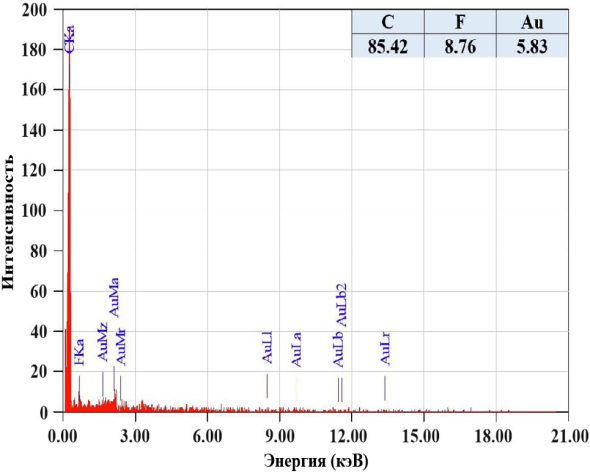 200
180
160
140
120
100
80
60
40
20
0
Интенсивность
CKa
C F Au
85.42 8.76 5.83
FKa
AuMz
AuMa
AuMr
AuLl
AuLa
AuLb
AuLb2
AuLr
0.00 3.00 6.00 9.00 12.00 15.00 18.00 21.00
Энергия (кэВ)